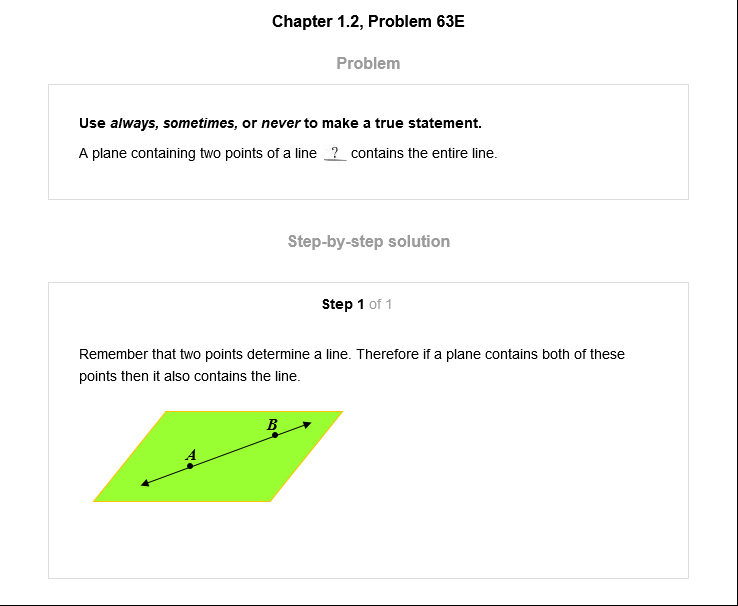 Chapter 1.2, Problem 63E
Problem
Use always, sometimes, or never to make a true statement.
A plane containing two points of a line ? contains the entire line.
Step-by-step solution
Step 1 of 1
Remember that two points determine a line. Therefore if a plane contains both of these
points then it also contains the line.
B
A